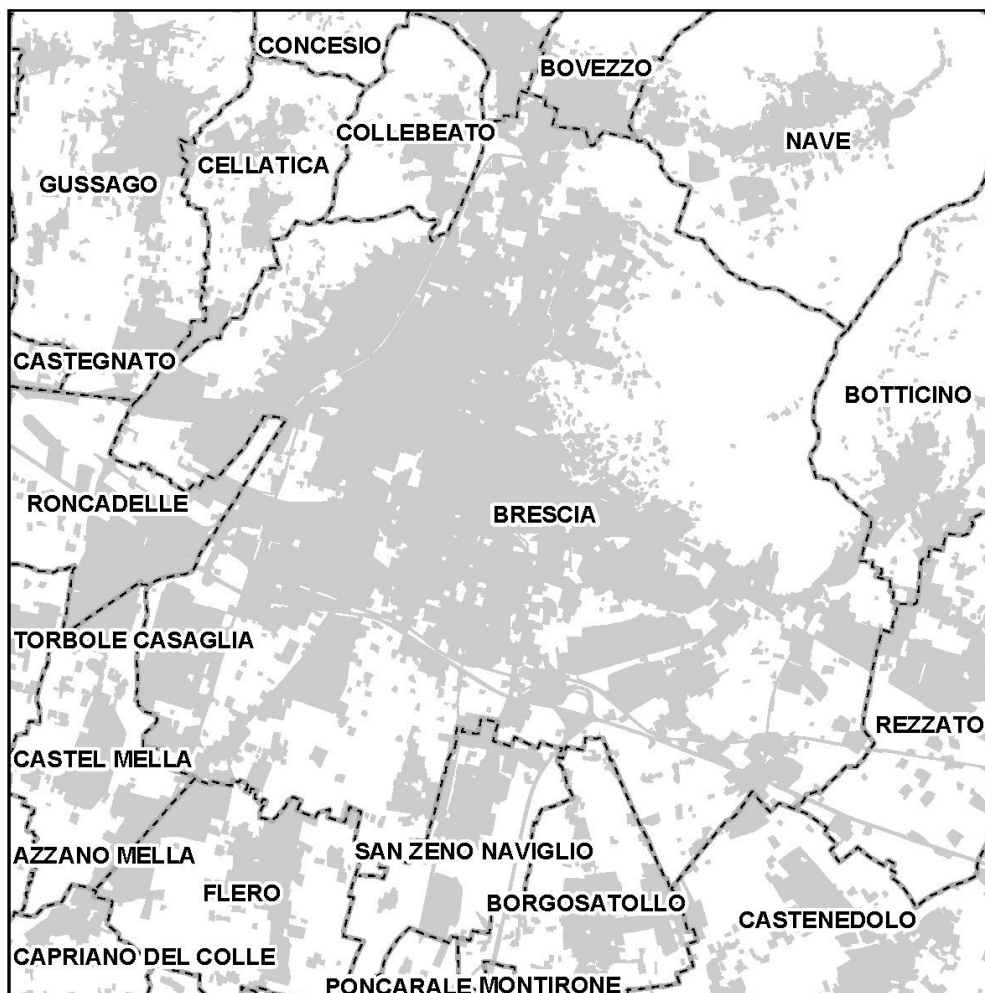 CONCESIO
BOVEZZO
COLLEBEATO
NAVE
CELLATICA
GUSSAGO
CASTEGNATO
BOTTICINO
RONCADELLE
BRESCIA
TORBOLE CASAGLIA
REZZATO
CASTEL MELLA
SAN ZENO NAVIGLIO
AZZANO MELLA
FLERO
BORGOSATOLLO
CASTENEDOLO
CAPRIANO DEL COLLE
PONCARALE
MONTIRONE